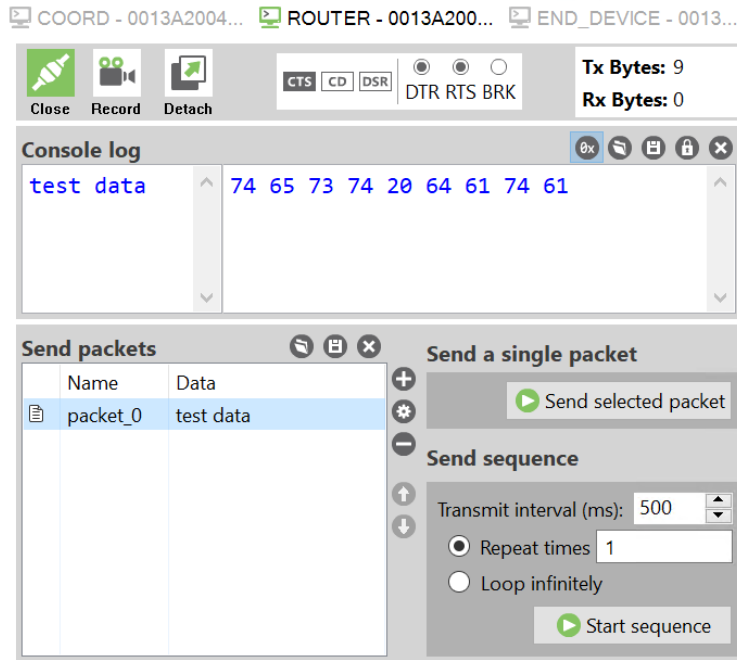 COORD - 0013A2004... ROUTER - 0013A200... END_DEVICE - 0013...
Close Record Detach
CTS CD DSR
DTR RTS BRK
Tx Bytes: 9
Rx Bytes: 0
Console log
0x
test data 74 65 73 74 20 64 61 74 61
Send packets
Name Data
packet_0 test data
Send a single packet
Send selected packet
Send sequence
Transmit interval (ms): 500
Repeat times 1
Loop infinitely
Start sequence